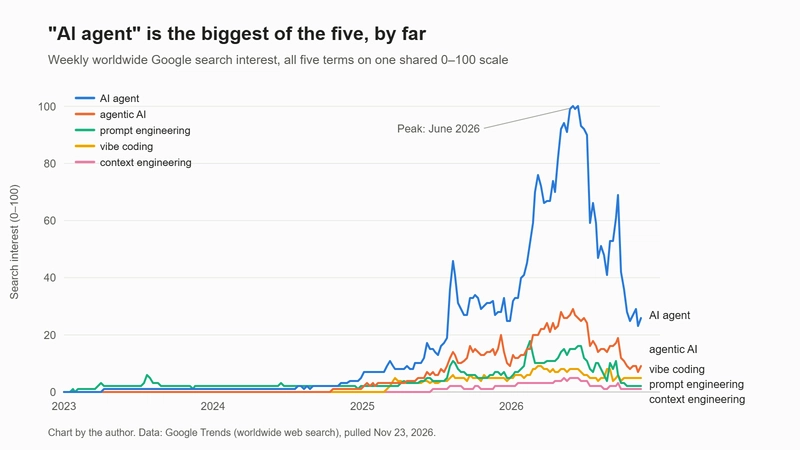 "AI agent" is the biggest of the five, by far
Weekly worldwide Google search interest, all five terms on one shared 0–100 scale
Search interest (0–100)
100
80
60
40
20
0
AI agent
agentic AI
prompt engineering
vibe coding
context engineering
Peak: June 2026
AI agent
agentic AI
vibe coding
prompt engineering
context engineering
2023
2024
2025
2026
Chart by the author. Data: Google Trends (worldwide web search), pulled Nov 23, 2026.